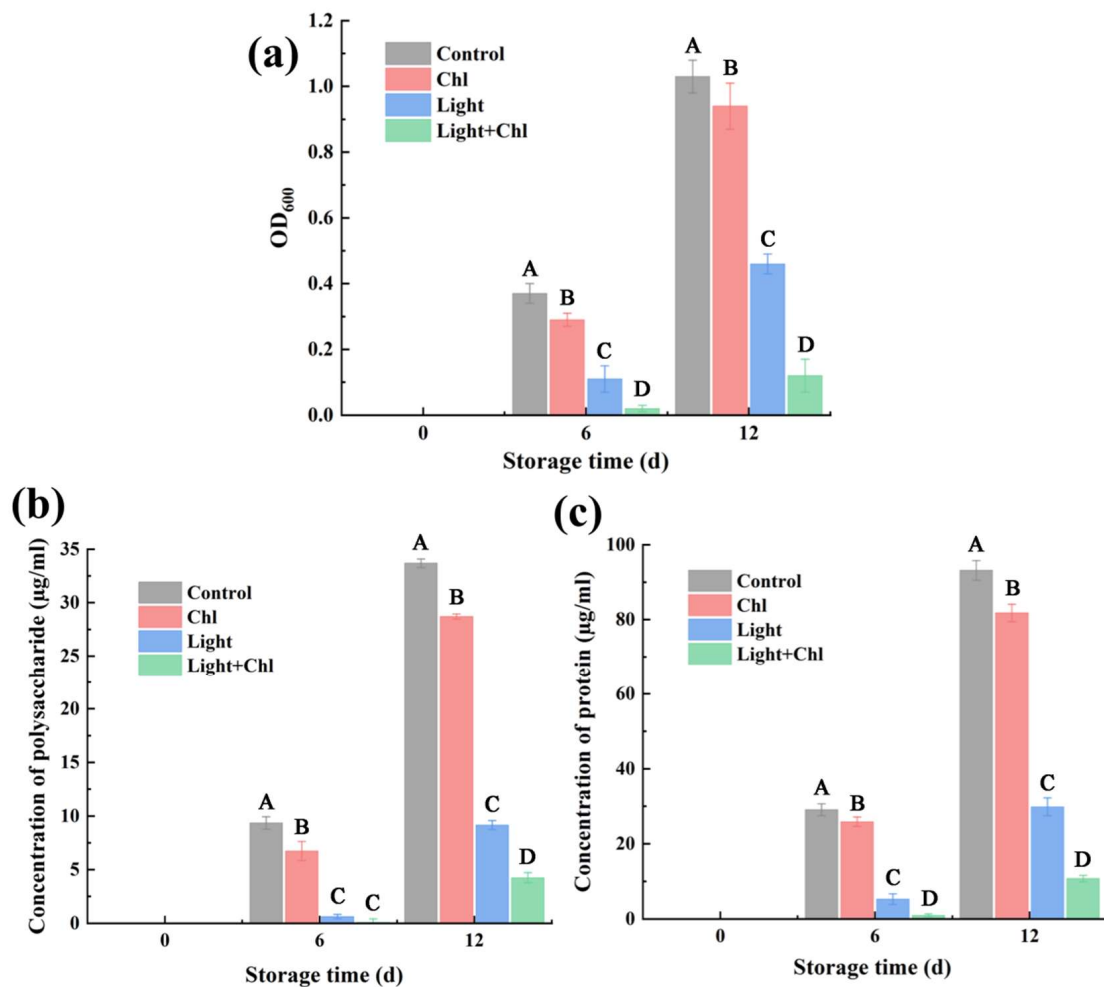 (a)
Control
Chl
Light
Light+Chl
OD600
1.2
1.0
0.8
0.6
0.4
0.2
0.0
A
B
C
D
A
B
C
D
0
6
12
Storage time (d)
(b)
Control
Chl
Light
Light+Chl
Concentration of polysaccharide (μg/ml)
35
30
25
20
15
10
5
0
A
B
C
C
A
B
C
D
0
6
12
Storage time (d)
(c)
Control
Chl
Light
Light+Chl
Concentration of protein (μg/ml)
100
80
60
40
20
0
A
B
C
D
A
B
C
D
0
6
12
Storage time (d)